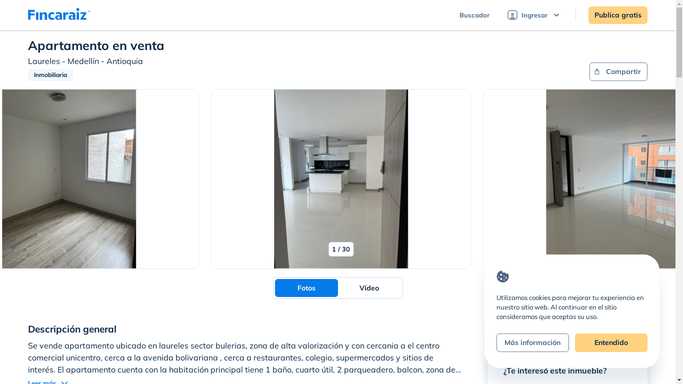 Fincaraiz
Buscador
Ingresar
Publica gratis
Apartamento en venta
Laureles - Medellín - Antioquia
Inmobiliaria
Compartir
1 / 30
Fotos
Video
Utilizamos cookies para mejorar tu experiencia en
nuestro sitio web. Al continuar en el sitio
consideramos que aceptas su uso.
Más información
Entendido
Descripción general
Se vende apartamento ubicado en laureles sector bulerias, zona de alta valorización y con cercania a el centro
comercial unicentro, cerca a la avenida bolivariana , cerca a restaurantes, colegio, supermercados y sitios de
interés. El apartamento cuenta con la habitación principal tiene 1 baño, cuarto útil, 2 parqueadero, balcon, zona de...
Leer más
¿Te interesó este inmueble?